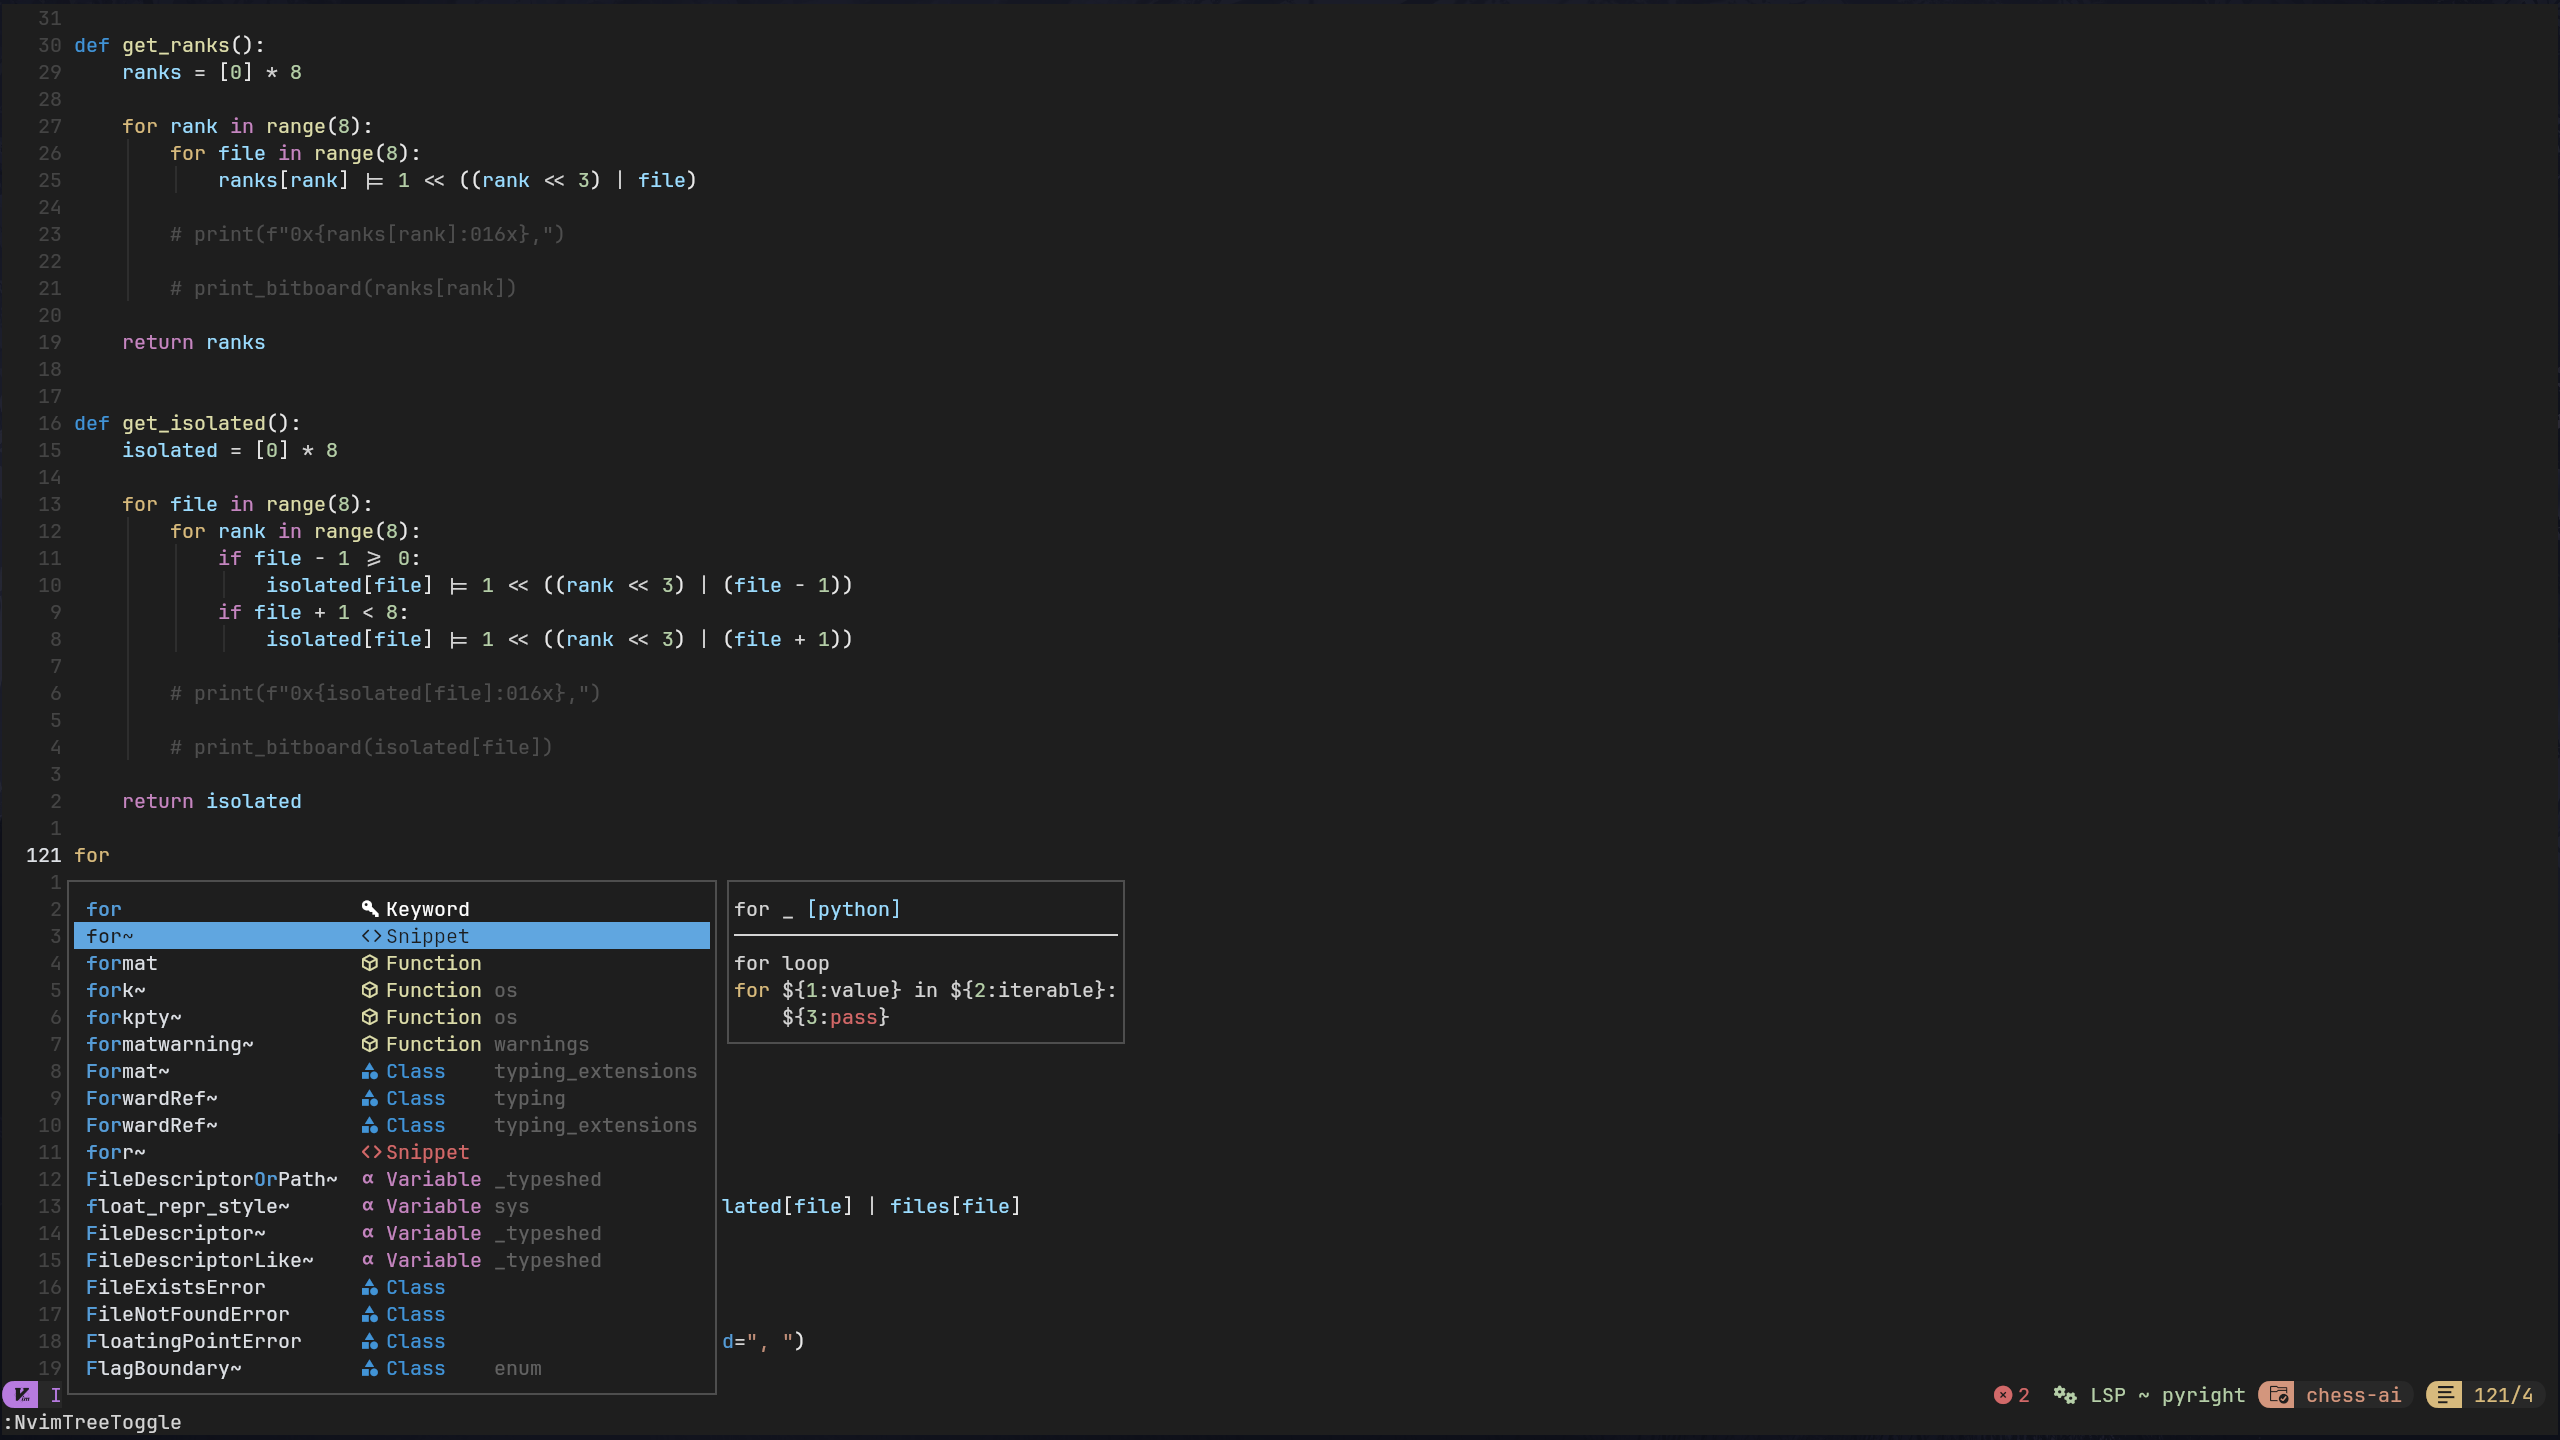 31
30 def get_ranks():
29     ranks = [0] * 8
28
27     for rank in range(8):
26         for file in range(8):
25             ranks[rank] |= 1 << ((rank << 3) | file)
24
23         # print(f"0x{ranks[rank]:016x},")
22
21         # print_bitboard(ranks[rank])
20
19     return ranks
18
17
16 def get_isolated():
15     isolated = [0] * 8
14
13     for file in range(8):
12         for rank in range(8):
11             if file - 1 >= 0:
10                 isolated[file] |= 1 << ((rank << 3) | (file - 1))
9             if file + 1 < 8:
8                 isolated[file] |= 1 << ((rank << 3) | (file + 1))
7
6         # print(f"0x{isolated[file]:016x},")
5
4         # print_bitboard(isolated[file])
3
2     return isolated
1
121 for
1
2 for Keyword for _ [python]
3 for~ Snippet
4 format Function for loop
5 fork~ Function os for ${1:value} in ${2:iterable}:
6 forkpty~ Function os ${3:pass}
7 formatwarning~ Function warnings
8 Format~ Class typing_extensions
9 ForwardRef~ Class typing
10 ForwardRef~ Class typing_extensions
11 forr~ Snippet
12 FileDescriptorOrPath~ α Variable _typeshed
13 float_repr_style~ α Variable sys lated[file] | files[file]
14 FileDescriptor~ α Variable _typeshed
15 FileDescriptorLike~ α Variable _typeshed
16 FileExistsError Class
17 FileNotFoundError Class
18 FloatingPointError Class d=", ")
19 FlagBoundary~ Class enum
I 2 LSP ~ pyright chess-ai 121/4
:NvimTreeToggle